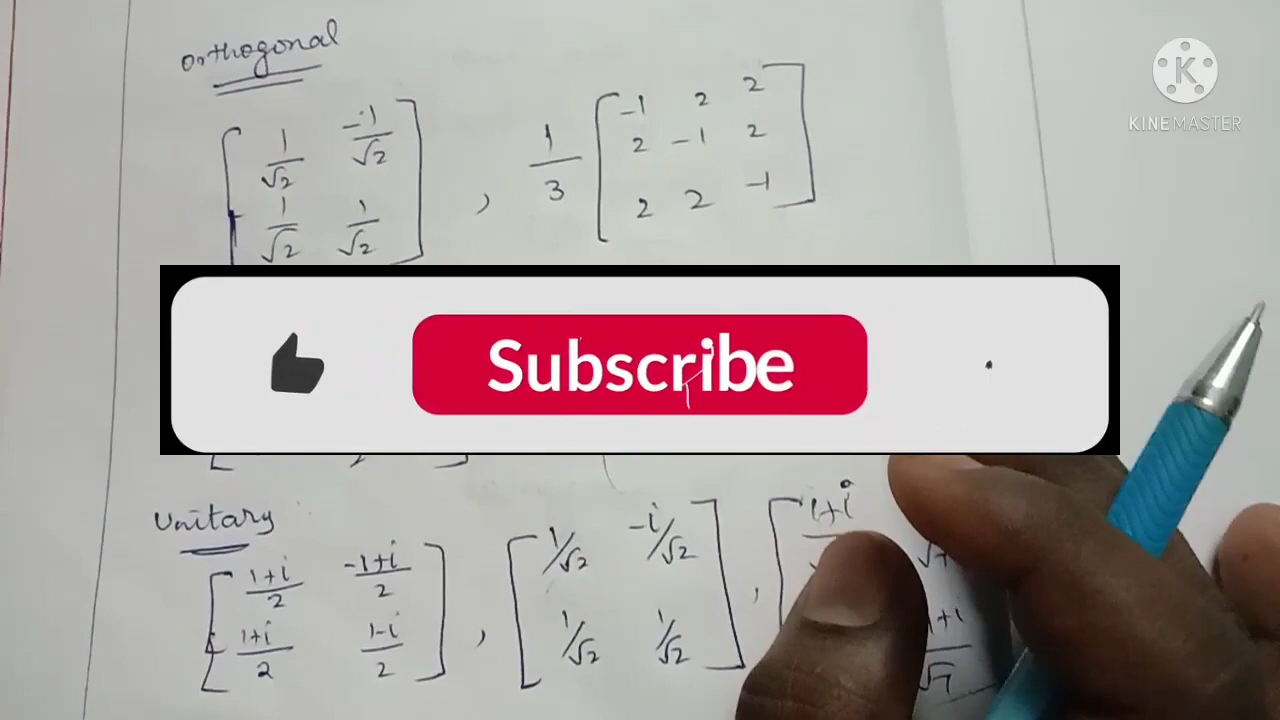 Orthogonal
[ 1/√2 -1/√2 ] , 1/3 [ -1 2 2 ]
[ 1/√2 1/√2 ] [ 2 -1 2 ]
[ 2 2 -1 ]
K
KINEMASTER
Subscribe
Unitary
[ 1+i/2 -1+i/2 ] , [ 1/√2 -i/√2 ] , [ 1+i
[ 1+i/2 1-i/2 ] [ 1/√2 1/√2 ]